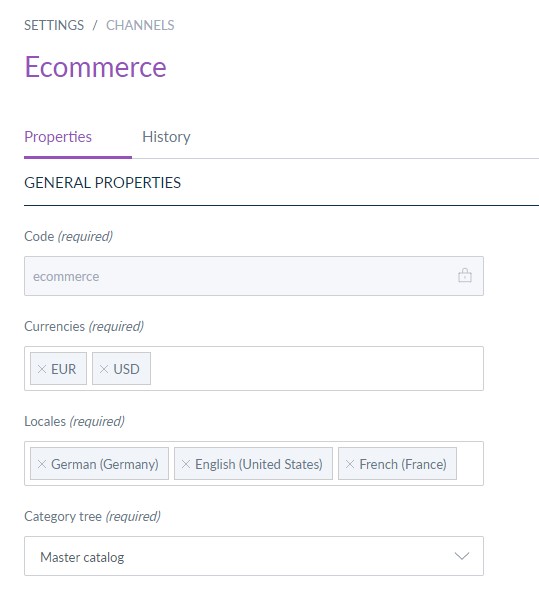 SETTINGS / CHANNELS
Ecommerce
Properties History
GENERAL PROPERTIES
Code (required)
ecommerce
Currencies (required)
× EUR × USD
Locales (required)
× German (Germany) × English (United States) × French (France)
Category tree (required)
Master catalog